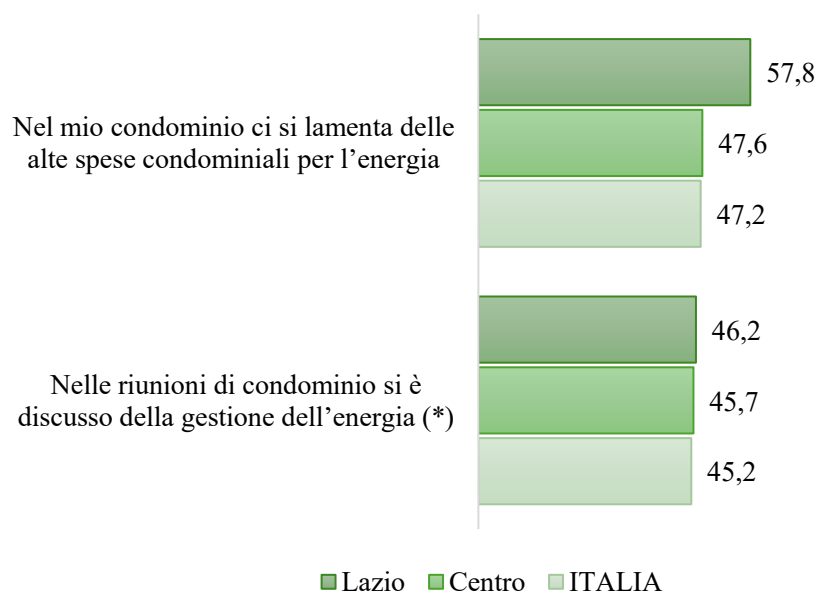 57,8
Nel mio condominio ci si lamenta delle
alte spese condominiali per l’energia
47,6
47,2
46,2
Nelle riunioni di condominio si è
discusso della gestione dell’energia (*)
45,7
45,2
Lazio Centro ITALIA